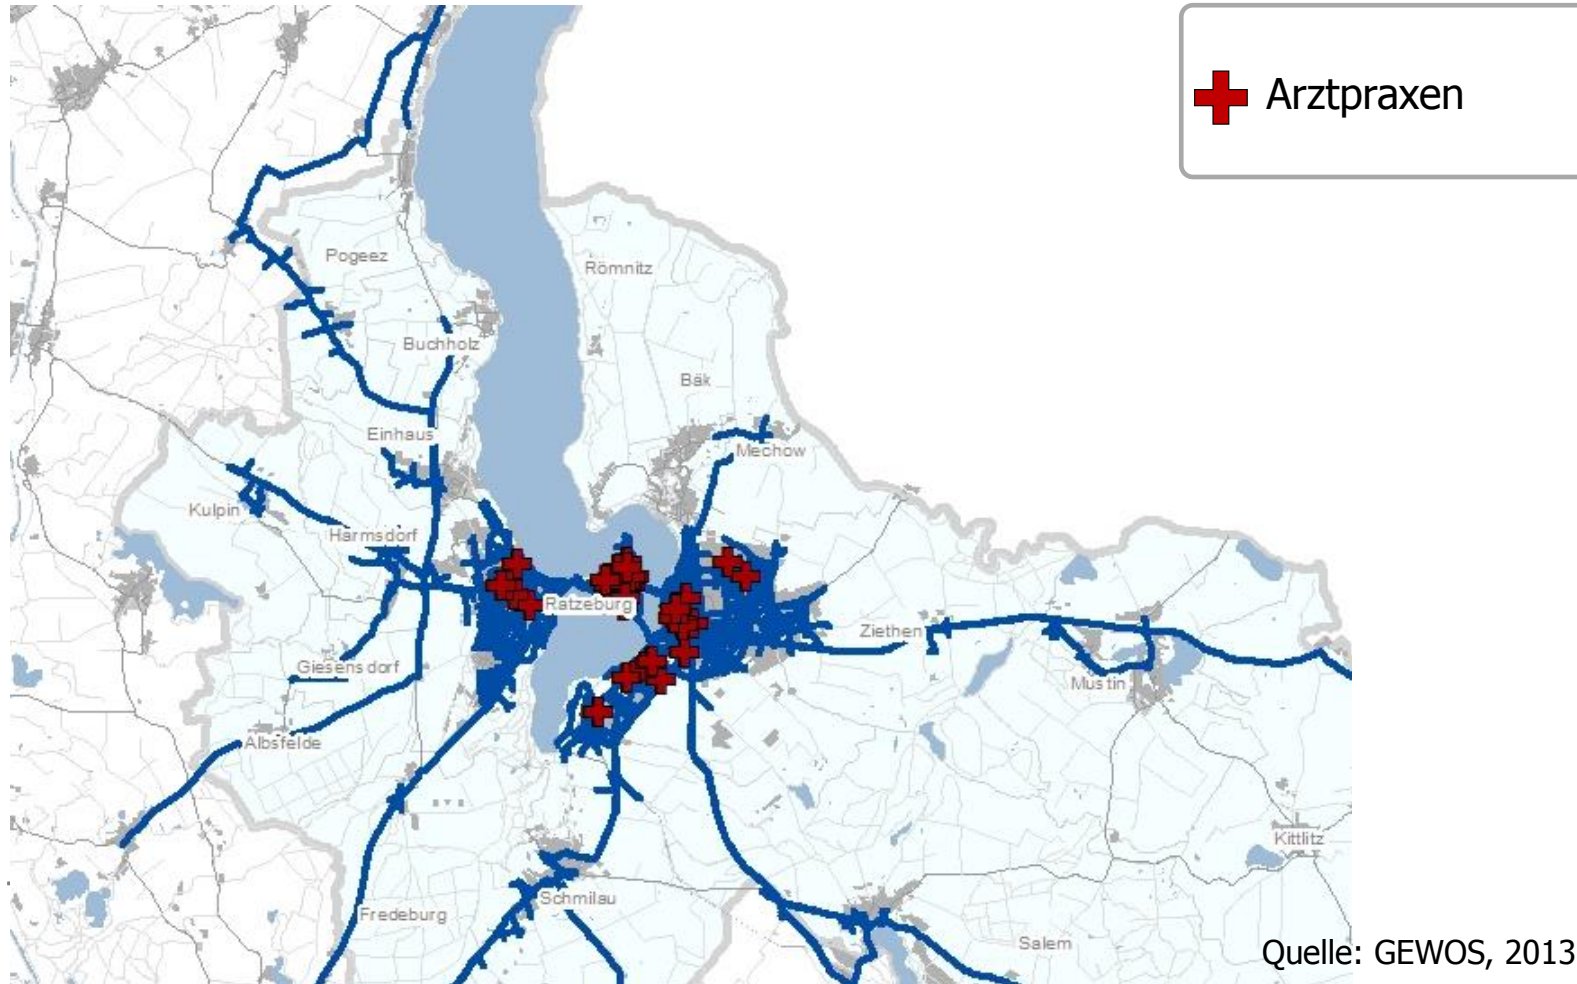 Arztpraxen
Pogeez
Römnitz
Buchholz
Bäk
Einhaus
Mechow
Kulpin
Harmsdorf
Ratzeburg
Ziethen
Giesensdorf
Mustin
Albsfelde
Kittlitz
Schmilau
Fredeburg
Salem
Quelle: GEWOS, 2013